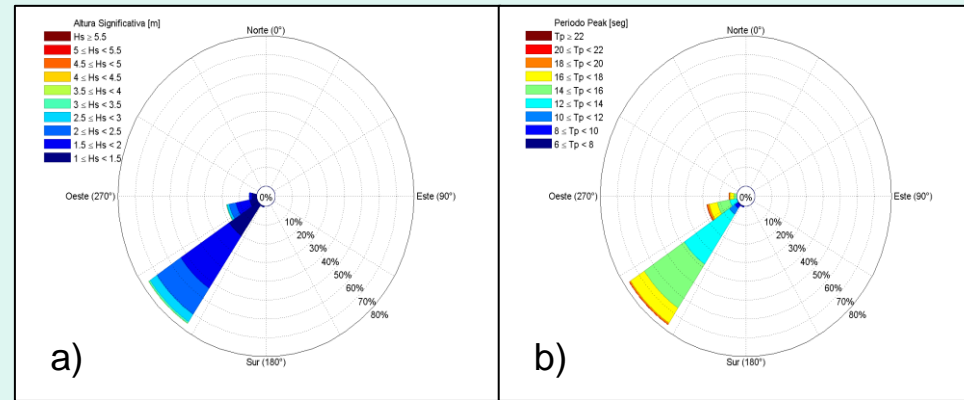 Altura Significativa [m]
Hs ≥ 5.5
5 ≤ Hs < 5.5
4.5 ≤ Hs < 5
4 ≤ Hs < 4.5
3.5 ≤ Hs < 4
3 ≤ Hs < 3.5
2.5 ≤ Hs < 3
2 ≤ Hs < 2.5
1.5 ≤ Hs < 2
1 ≤ Hs < 1.5
Norte (0°)
Oeste (270°)
0%
Este (90°)
10%
20%
30%
40%
50%
60%
70%
80%
Sur (180°)
a)
Periodo Peak [seg]
Tp ≥ 22
20 ≤ Tp < 22
18 ≤ Tp < 20
16 ≤ Tp < 18
14 ≤ Tp < 16
12 ≤ Tp < 14
10 ≤ Tp < 12
8 ≤ Tp < 10
6 ≤ Tp < 8
Norte (0°)
Oeste (270°)
0%
Este (90°)
10%
20%
30%
40%
50%
60%
70%
80%
Sur (180°)
b)